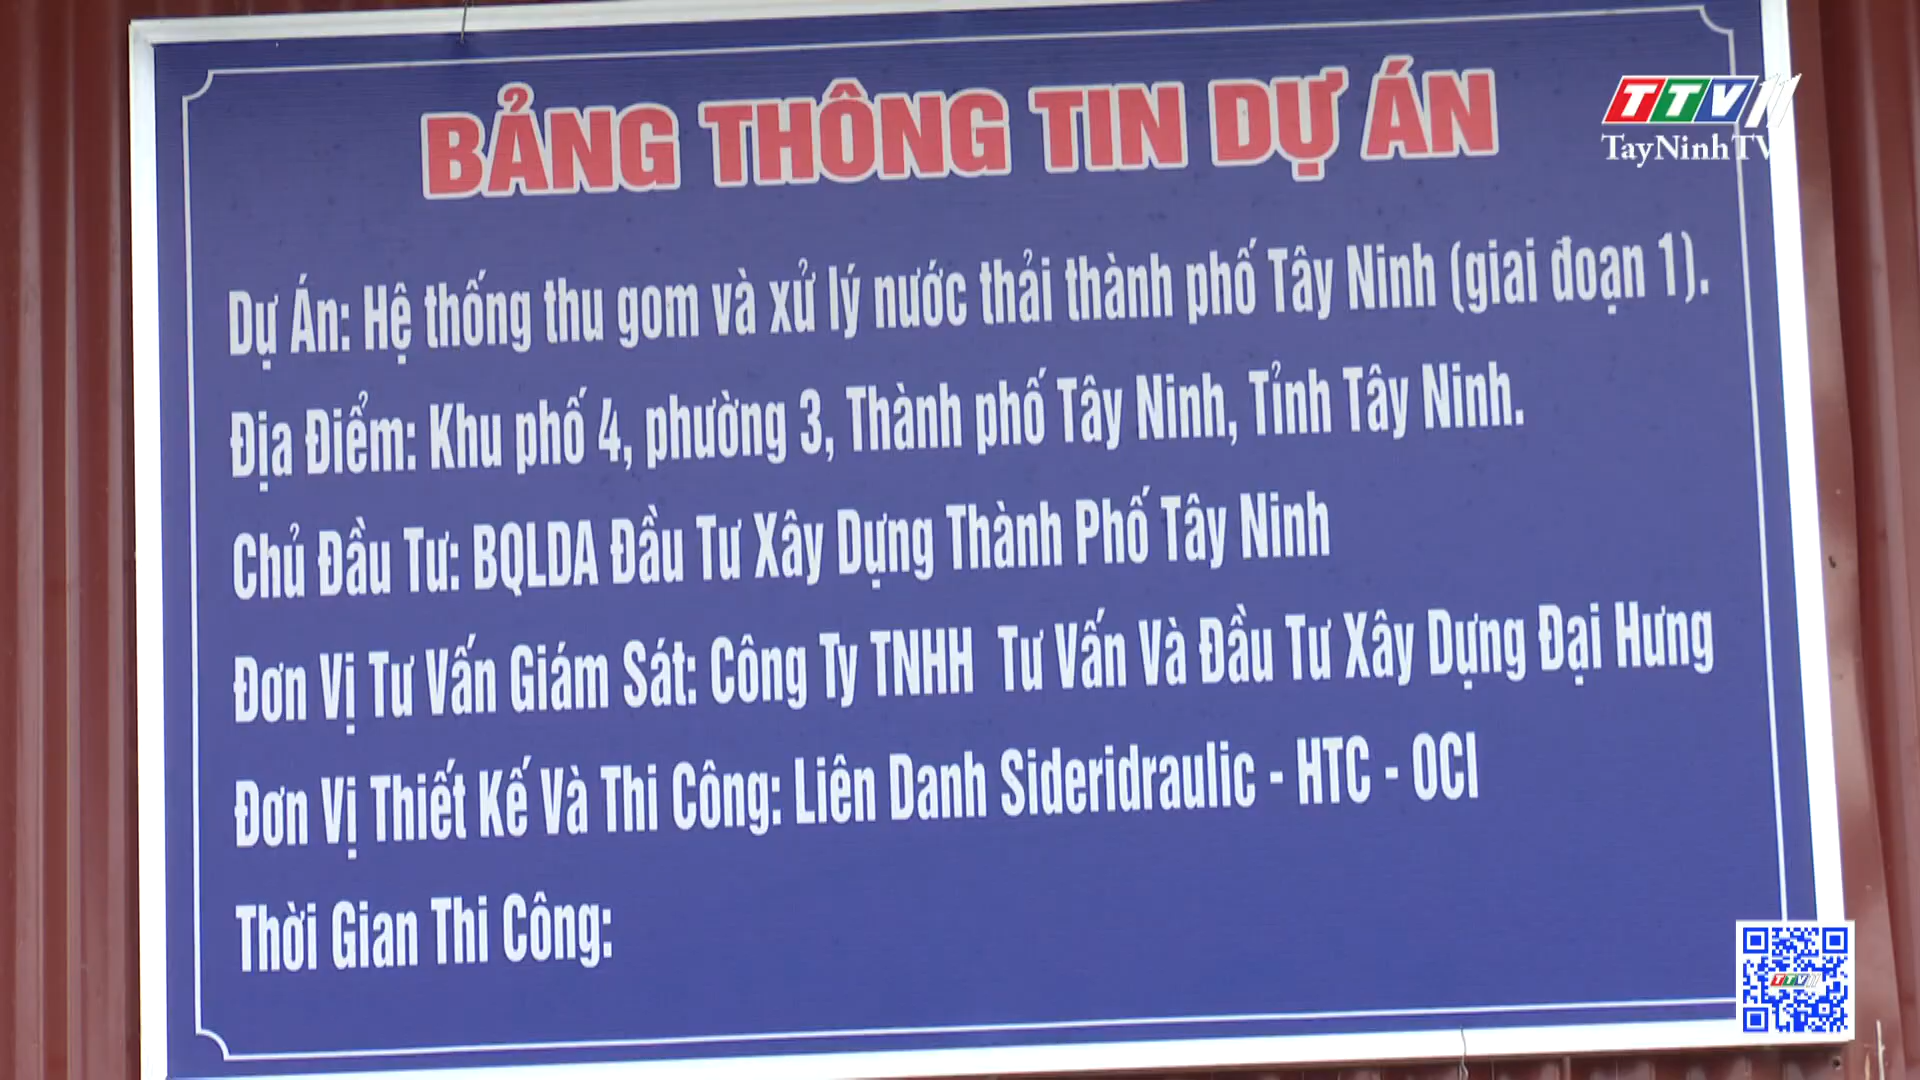 BẢNG THÔNG TIN DỰ ÁN
TTV11
TayNinhTV
Dự Án: Hệ thống thu gom và xử lý nước thải thành phố Tây Ninh (giai đoạn 1).
Địa Điểm: Khu phố 4, phường 3, Thành phố Tây Ninh, Tỉnh Tây Ninh.
Chủ Đầu Tư: BQLDA Đầu Tư Xây Dựng Thành Phố Tây Ninh
Đơn Vị Tư Vấn Giám Sát: Công Ty TNHH Tư Vấn Và Đầu Tư Xây Dựng Đại Hưng
Đơn Vị Thiết Kế Và Thi Công: Liên Danh Sideridraulic - HTC - OCI
Thời Gian Thi Công:
TTV11